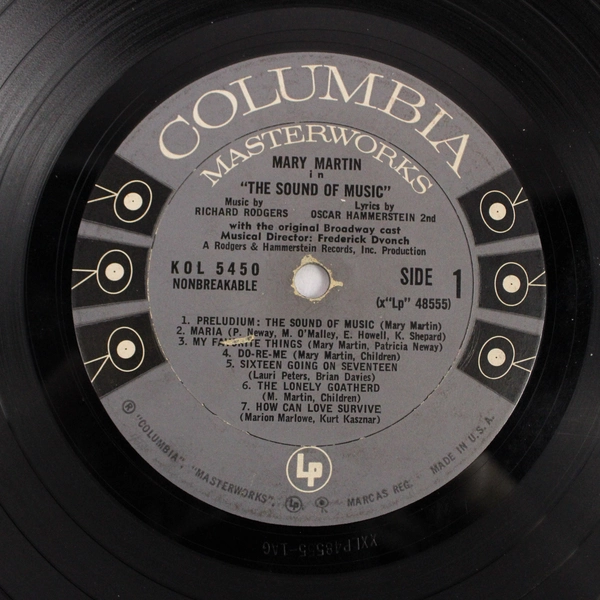 COLUMBIA
MASTERWORKS
MARY MARTIN
in
"THE SOUND OF MUSIC"
Music by Lyrics by
RICHARD RODGERS OSCAR HAMMERSTEIN 2nd
with the original Broadway cast
Musical Director: Frederick Dvonch
A Rodgers & Hammerstein Records, Inc. Production
KOL 5450 SIDE 1
NONBREAKABLE
(x"Lp" 48555)
1. PRELUDIUM: THE SOUND OF MUSIC (Mary Martin)
2. MARIA (P. Neway, M. O'Malley, E. Howell, K. Shepard)
3. MY FAVORITE THINGS (Mary Martin, Patricia Neway)
4. DO-RE-ME (Mary Martin, Children)
5. SIXTEEN GOING ON SEVENTEEN
(Lauri Peters, Brian Davies)
6. THE LONELY GOATHERD
(M. Martin, Children)
7. HOW CAN LOVE SURVIVE
(Marion Marlowe, Kurt Kasznar)
Lp
® "COLUMBIA", "MASTERWORKS", Lp MARCAS REG. MADE IN U. S. A.
XXLP48555-1AG